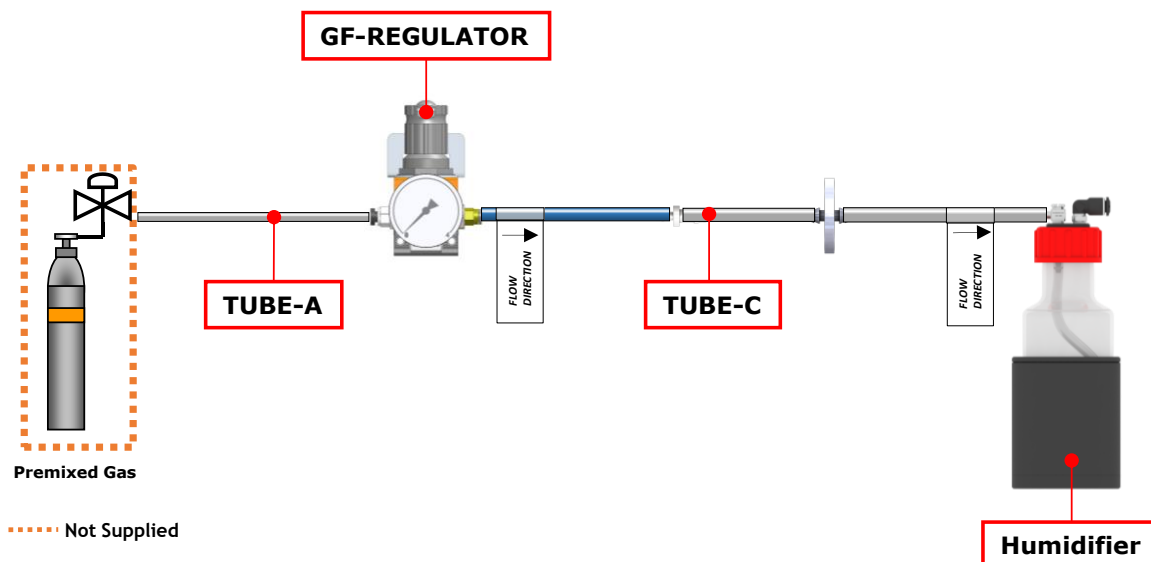 GF-REGULATOR
TUBE-A
FLOW
DIRECTION
TUBE-C
FLOW
DIRECTION
Premixed Gas
Not Supplied
Humidifier